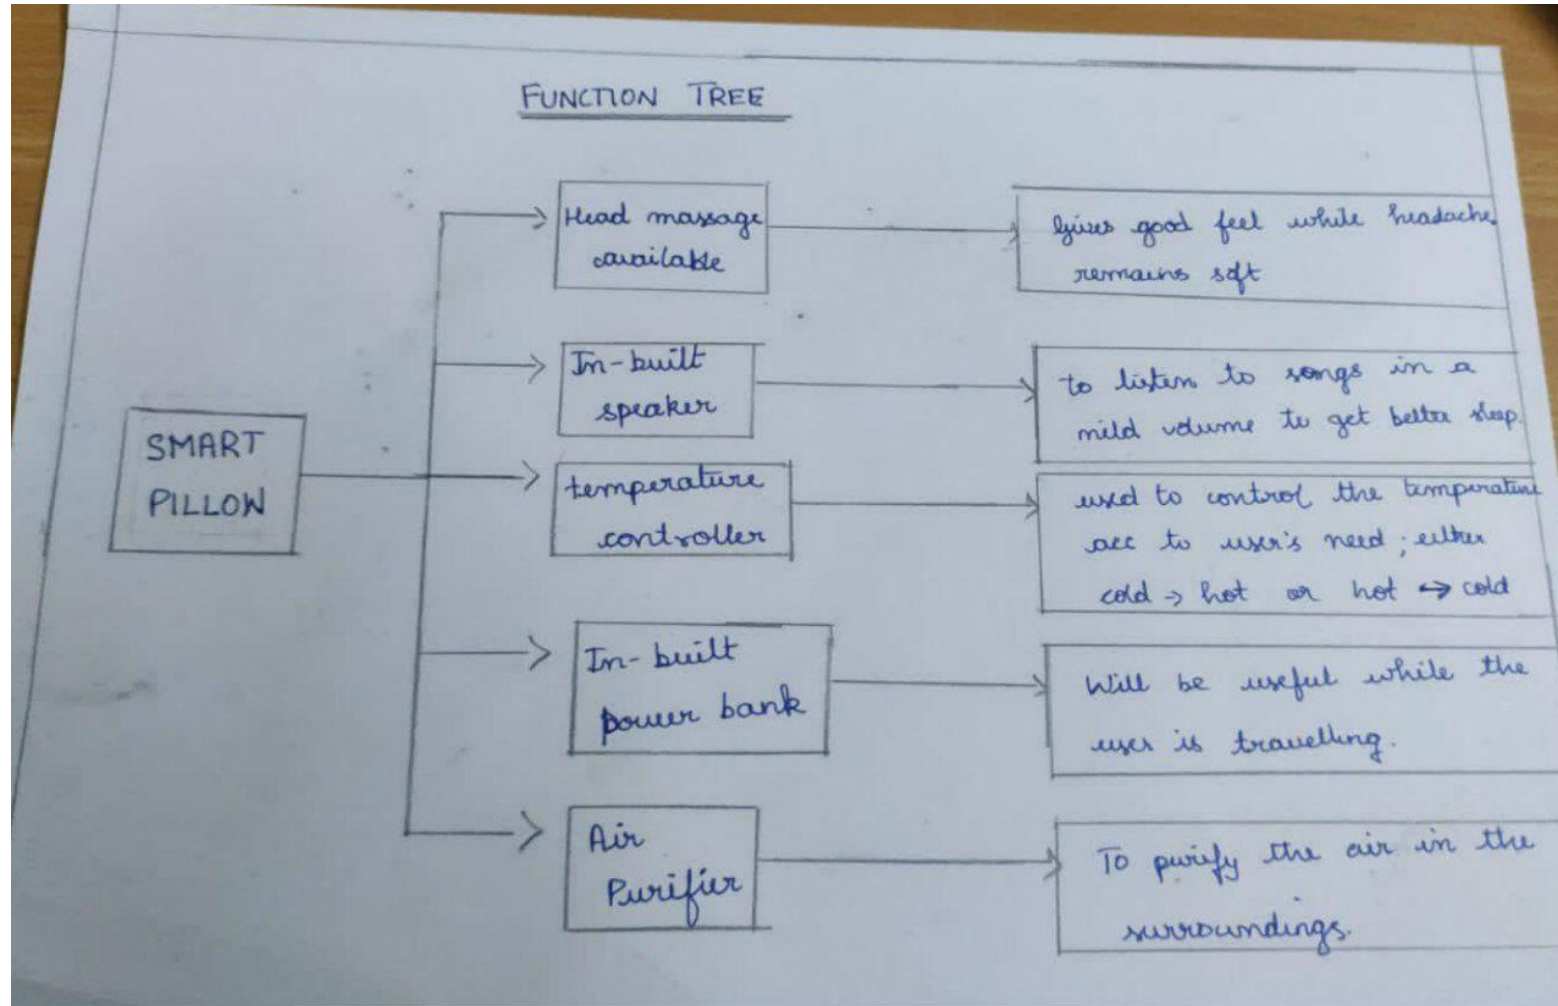 FUNCTION TREE
Head massage
available
Gives good feel while headache
remains soft
In-built
speaker
to listen to songs in a
mild volume to get better sleep.
SMART
PILLOW
temperature
controller
used to control the temperature
acc to user's need; either
cold → hot or hot ↔ cold
In-built
power bank
Will be useful while the
user is travelling.
Air
Purifier
To purify the air in the
surroundings.